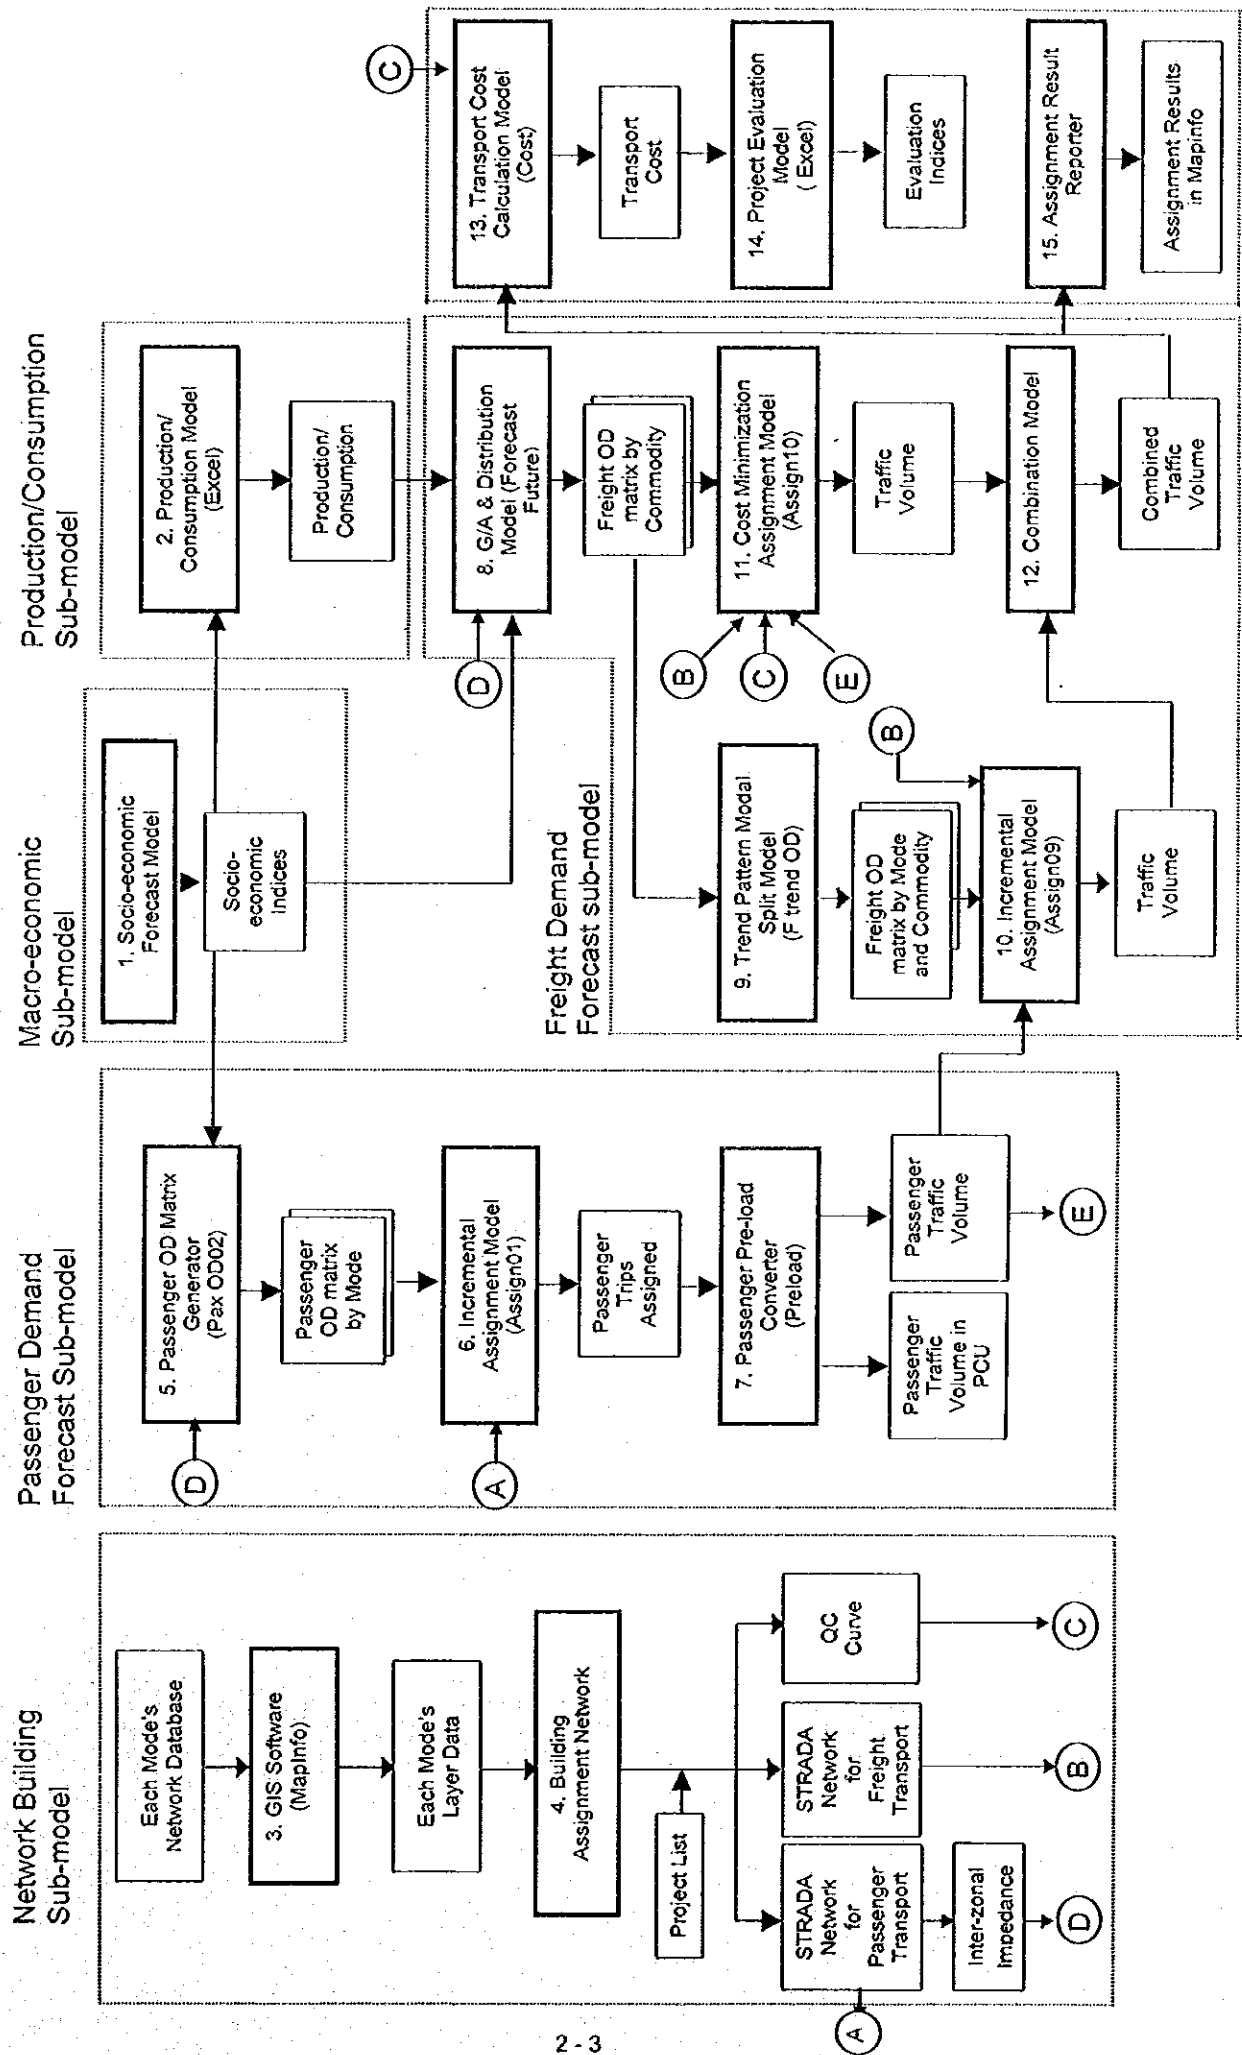 Network Building
Sub-model
Each Mode's
Network Database
3. GIS Software
(MapInfo)
Each Mode's
Layer Data
4. Building
Assignment Network
Project List
STRADA
Network
for
Passenger
Transport
STRADA
Network
for
Freight
Transport
QC
Curve
Inter-zonal
Impedance
A
D
B
C
Passenger Demand
Forecast Sub-model
5. Passenger OD Matrix
Generator
(Pax OD02)
D
Passenger
OD matrix
by Mode
6. Incremental
Assignment Model
(Assign01)
A
Passenger
Trips
Assigned
7. Passenger Pre-load
Converter
(Preload)
Passenger
Traffic
Volume in
PCU
Passenger
Traffic
Volume
E
Macro-economic
Sub-model
1. Socio-economic
Forecast Model
Socio-
economic
Indices
Production/Consumption
Sub-model
2. Production/
Consumption Model
(Excel)
Production/
Consumption
Freight Demand
Forecast sub-model
D
8. G/A & Distribution
Model (Forecast
Future)
Freight OD
matrix by
Commodity
9. Trend Pattern Modal
Split Model
(F trend OD)
Freight OD
matrix by Mode
and Commodity
B
10. Incremental
Assignment Model
(Assign09)
Traffic
Volume
B
C
E
11. Cost Minimization
Assignment Model
(Assign10)
Traffic
Volume
12. Combination Model
Combined
Traffic
Volume
C
13. Transport Cost
Calculation Model
(Cost)
Transport
Cost
14. Project Evaluation
Model
( Excel)
Evaluation
Indices
15. Assignment Result
Reporter
Assignment Results
in Mapinfo
2 - 3